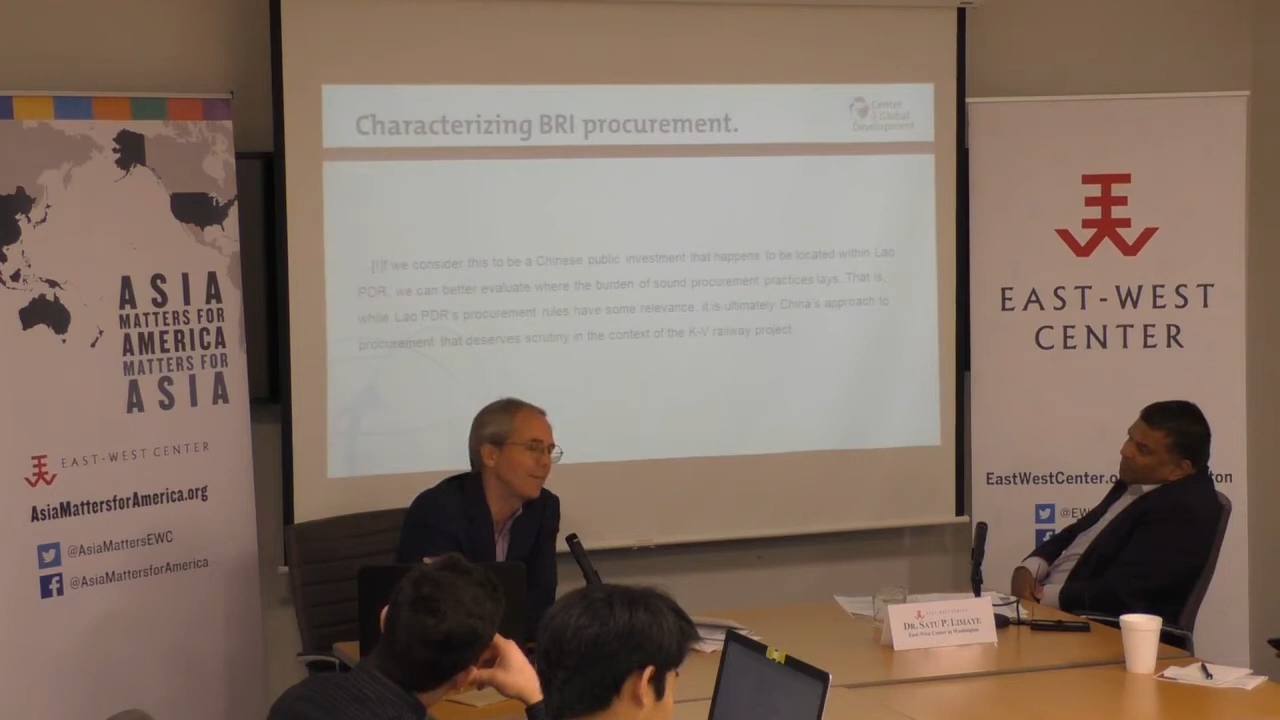 Characterizing BRI procurement.
Center
Global
Development
[I]f we consider this to be a Chinese public investment that happens to be located within Lao
PDR, we can better evaluate where the burden of sound procurement practices lays. That is,
while Lao PDR's procurement rules have some relevance, it is ultimately China's approach to
procurement that deserves scrutiny in the context of the K-V railway project.
ASIA
MATTERS FOR
AMERICA
MATTERS FOR
ASIA
EAST-WEST CENTER
AsiaMattersforAmerica.org
@AsiaMattersEWC
@AsiaMattersforAmerica
EAST-WEST
CENTER
EastWestCenter.o
@EW
DR. SATU P. LIMAYE
East-West Center in Washington